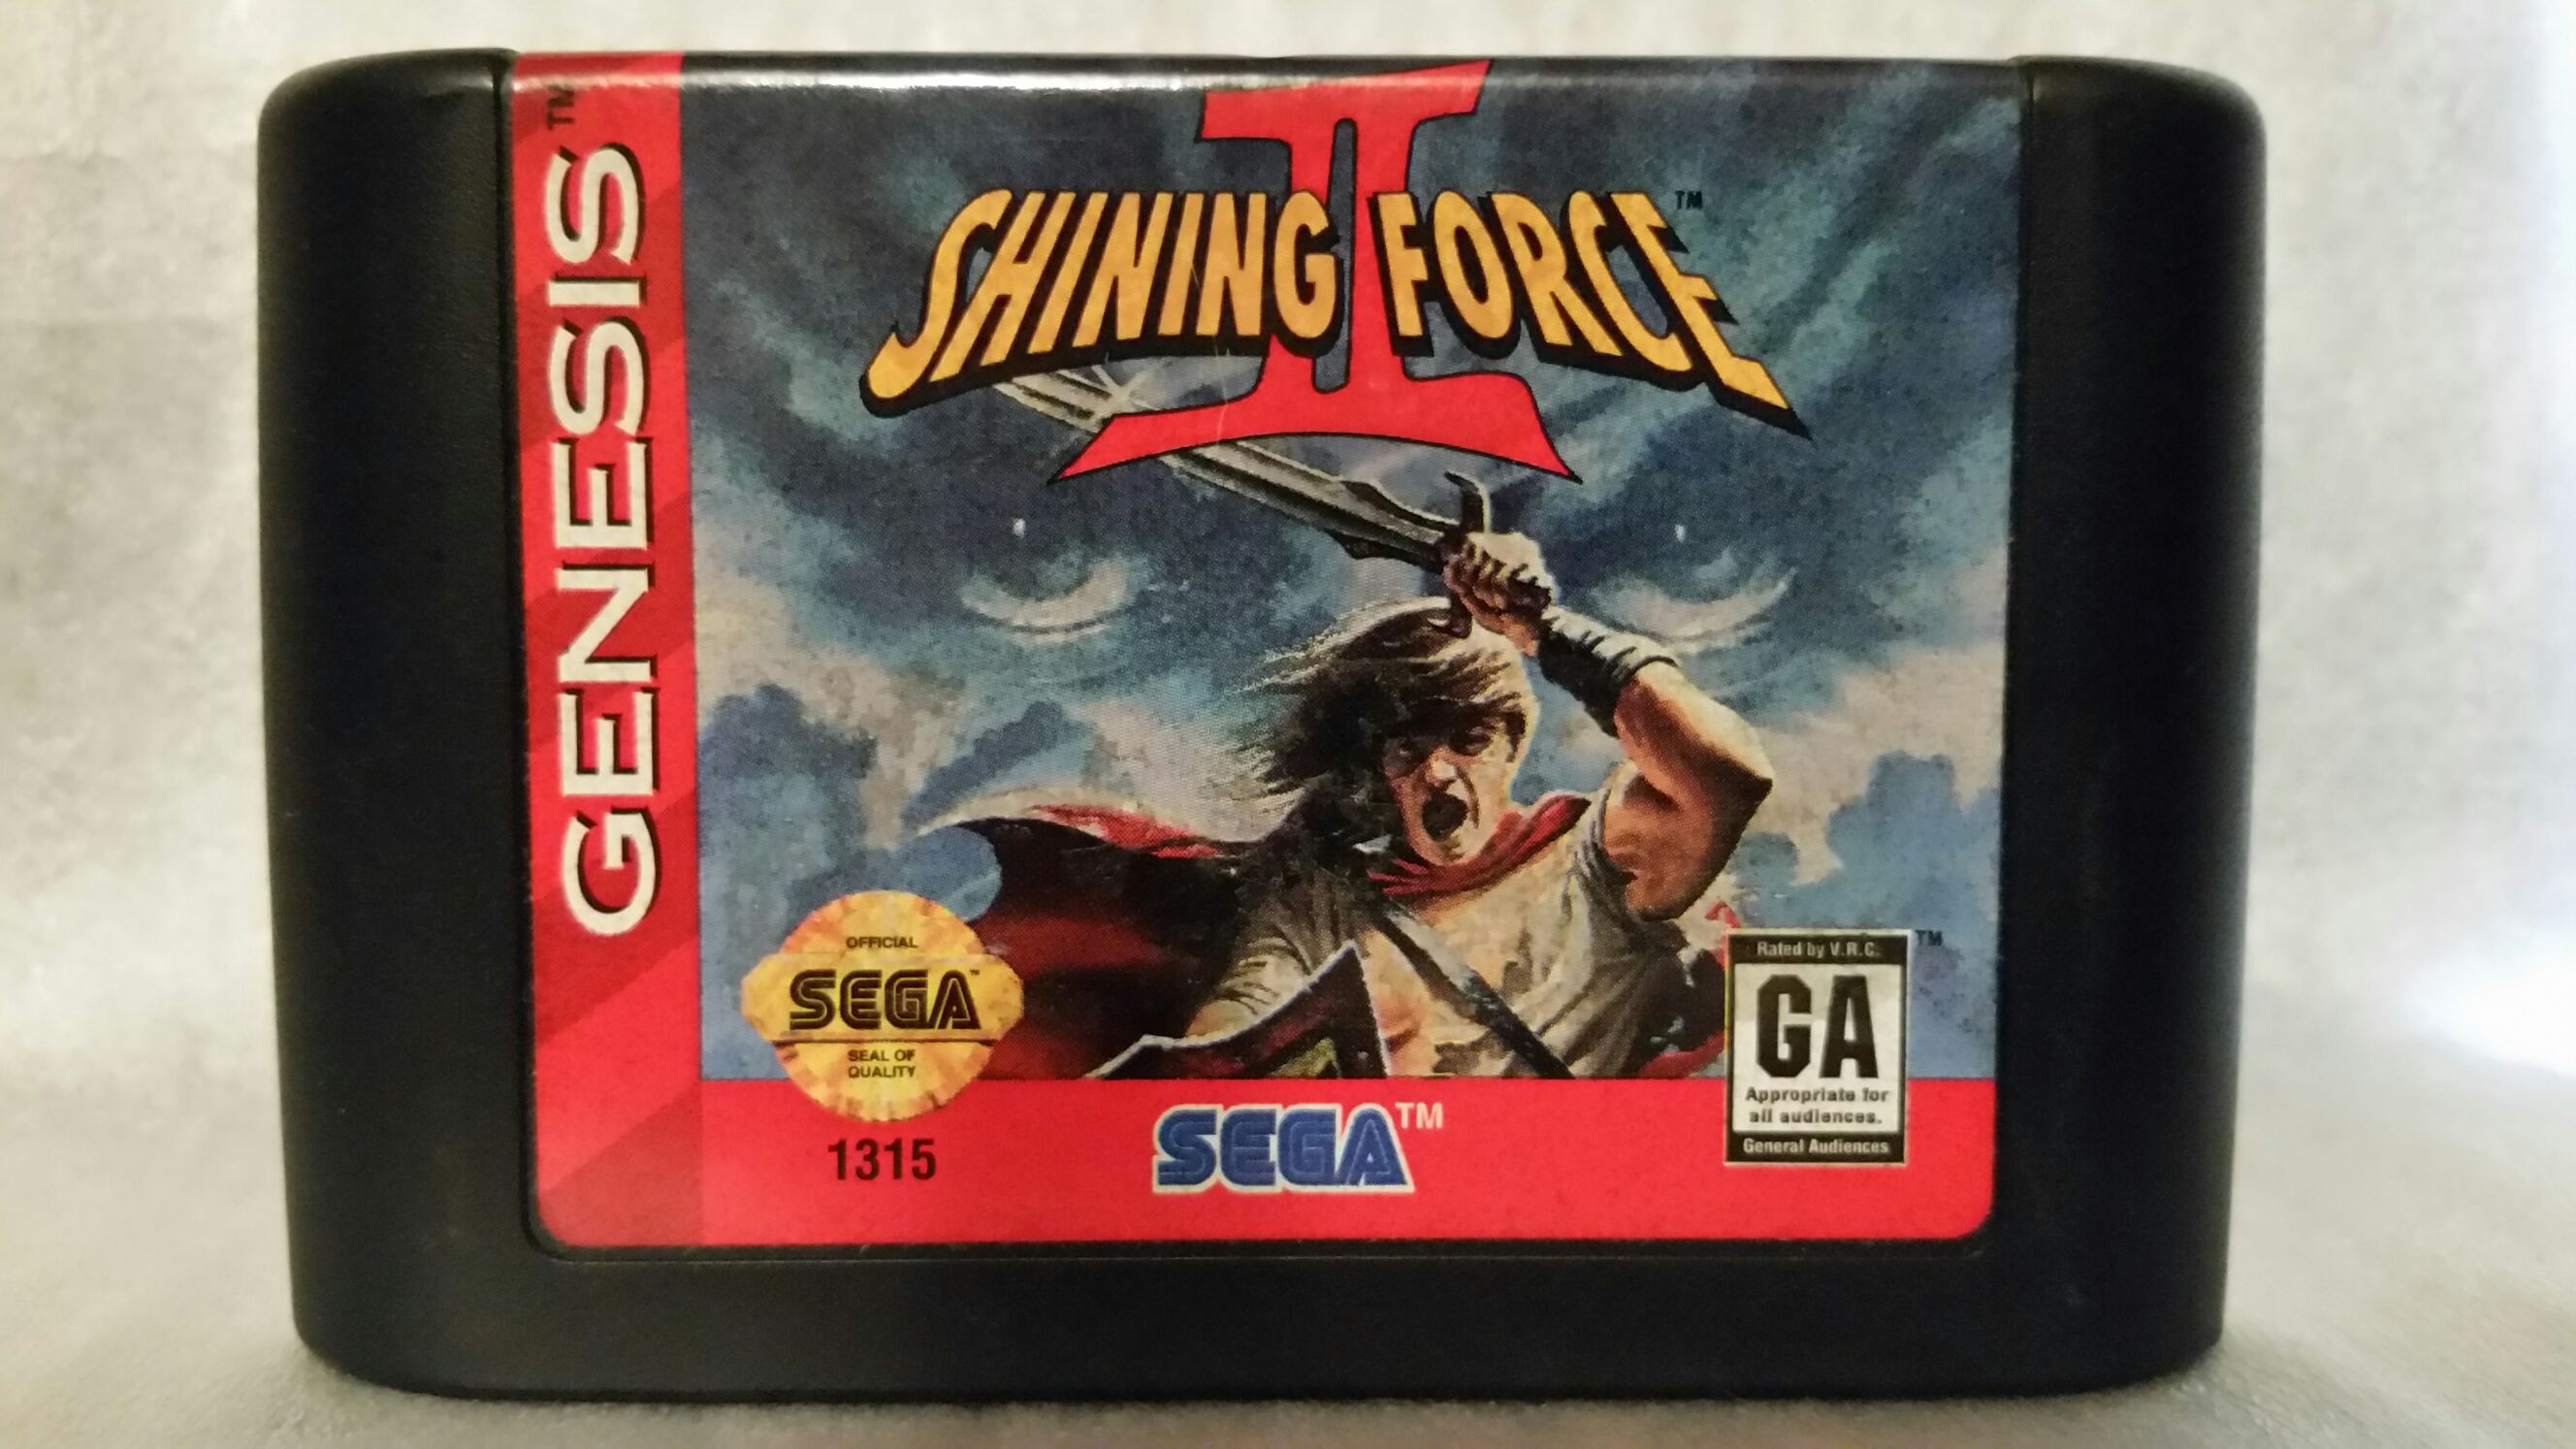 GENESIS™
II
SHINING FORCE™
OFFICIAL
SEGA™
SEAL OF
QUALITY
1315
SEGA™
Rated by V.R.C.
™
GA
Appropriate for
all audiences.
General Audiences